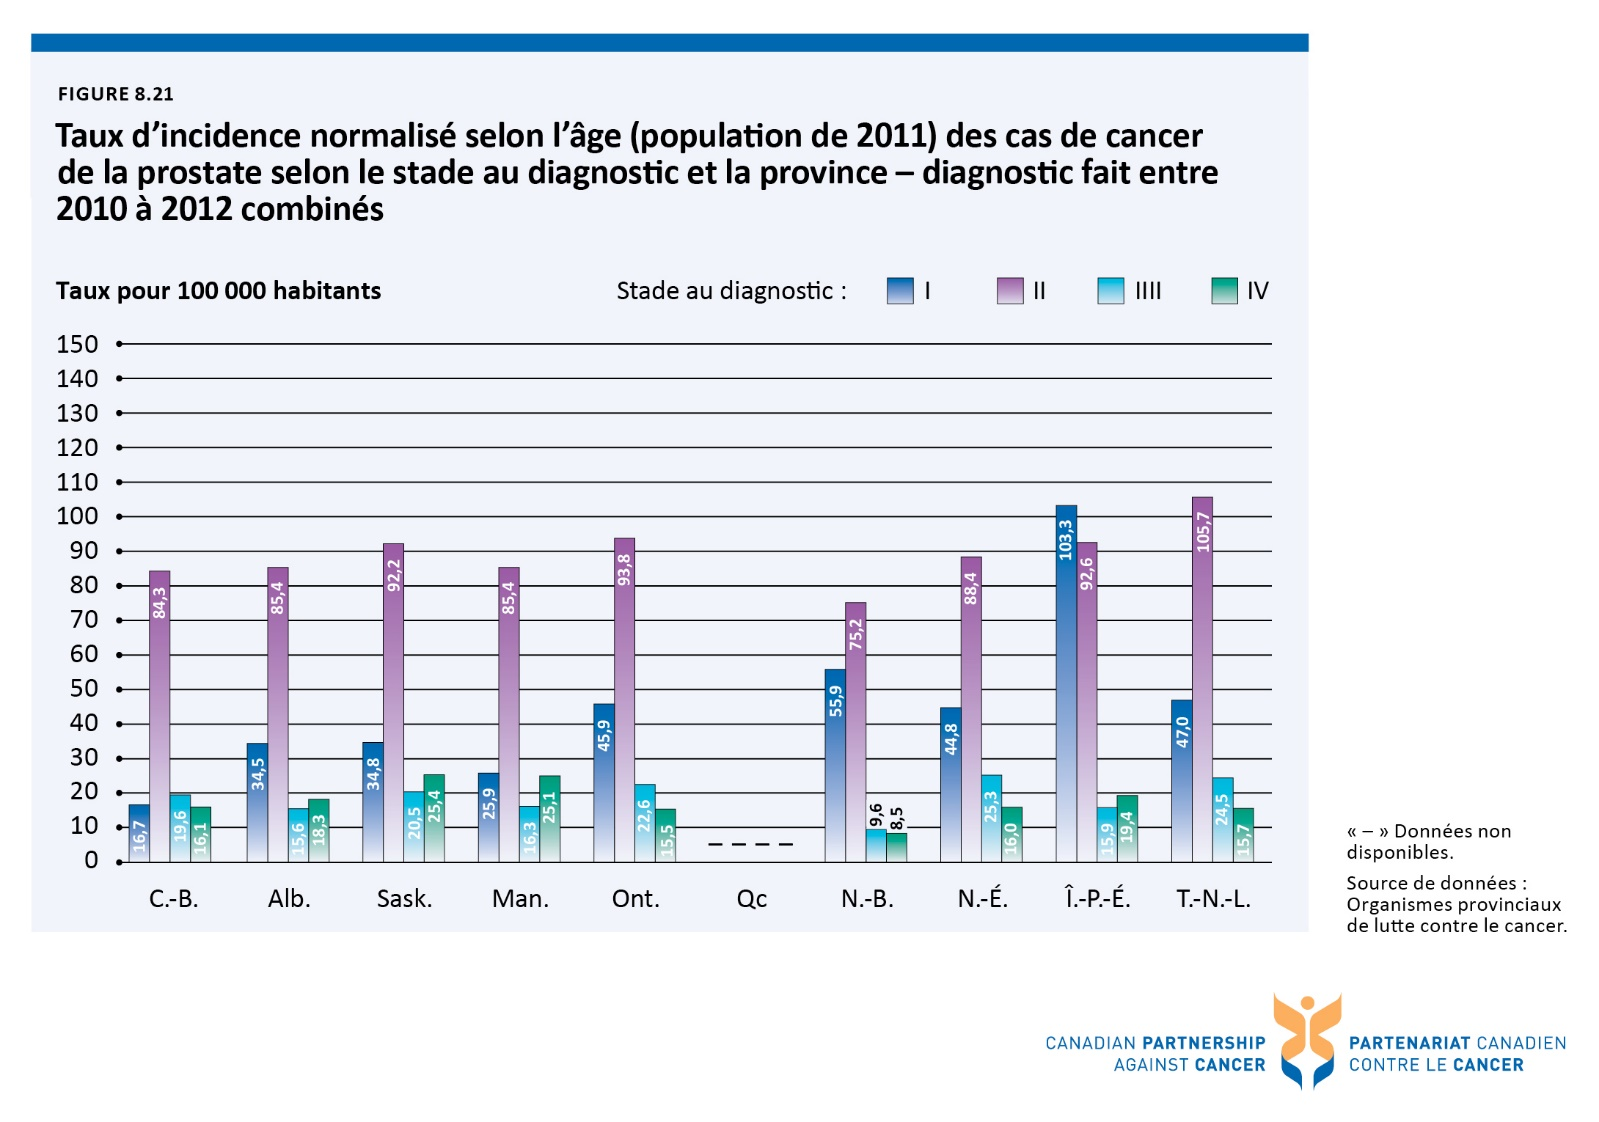 FIGURE 8.21
Taux d’incidence normalisé selon l’âge (population de 2011) des cas de cancer
de la prostate selon le stade au diagnostic et la province – diagnostic fait entre
2010 à 2012 combinés
Taux pour 100 000 habitants
Stade au diagnostic : I II IIII IV
150
140
130
120
110
100
90
80
70
60
50
40
30
20
10
0
16,7 84,3 19,6 16,1
34,5 85,4 15,6 18,3
34,8 92,2 20,5 25,4
25,9 85,4 16,3 25,1
45,9 93,8 22,6 15,5
– – – –
55,9 75,2 9,6 8,5
44,8 88,4 25,3 16,0
103,3 92,6 15,9 19,4
47,0 105,7 24,5 15,7
C.-B. Alb. Sask. Man. Ont. Qc N.-B. N.-É. Î.-P.-É. T.-N.-L.
« – » Données non
disponibles.
Source de données :
Organismes provinciaux
de lutte contre le cancer.
CANADIAN PARTNERSHIP
AGAINST CANCER
PARTENARIAT CANADIEN
CONTRE LE CANCER